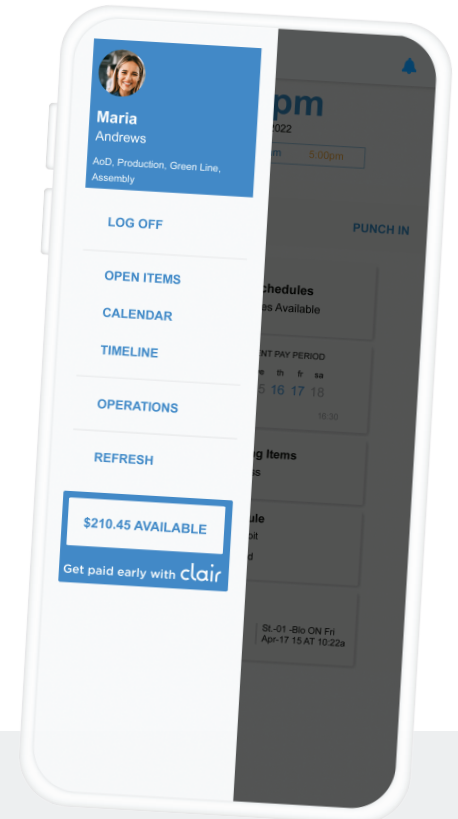 Maria
Andrews
AoD, Production, Green Line,
Assembly
LOG OFF
OPEN ITEMS
CALENDAR
TIMELINE
OPERATIONS
REFRESH
$210.45 AVAILABLE
Get paid early with clair
pm
2022
5:00pm
PUNCH IN
chedules
es Available
NT PAY PERIOD
th fr sa
16 17 18
16:30
g Items
ule
St.-01 -Blo ON Fri
Apr-17 15 AT 10:22a